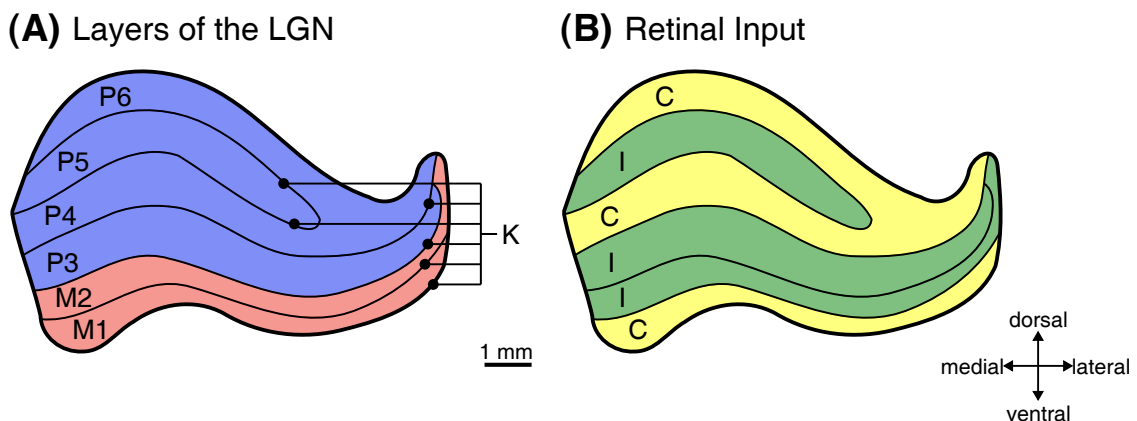 (A) Layers of the LGN
P6
P5
P4
P3
M2
M1
K
1 mm
(B) Retinal Input
C
I
C
I
I
C
dorsal
medial lateral
ventral